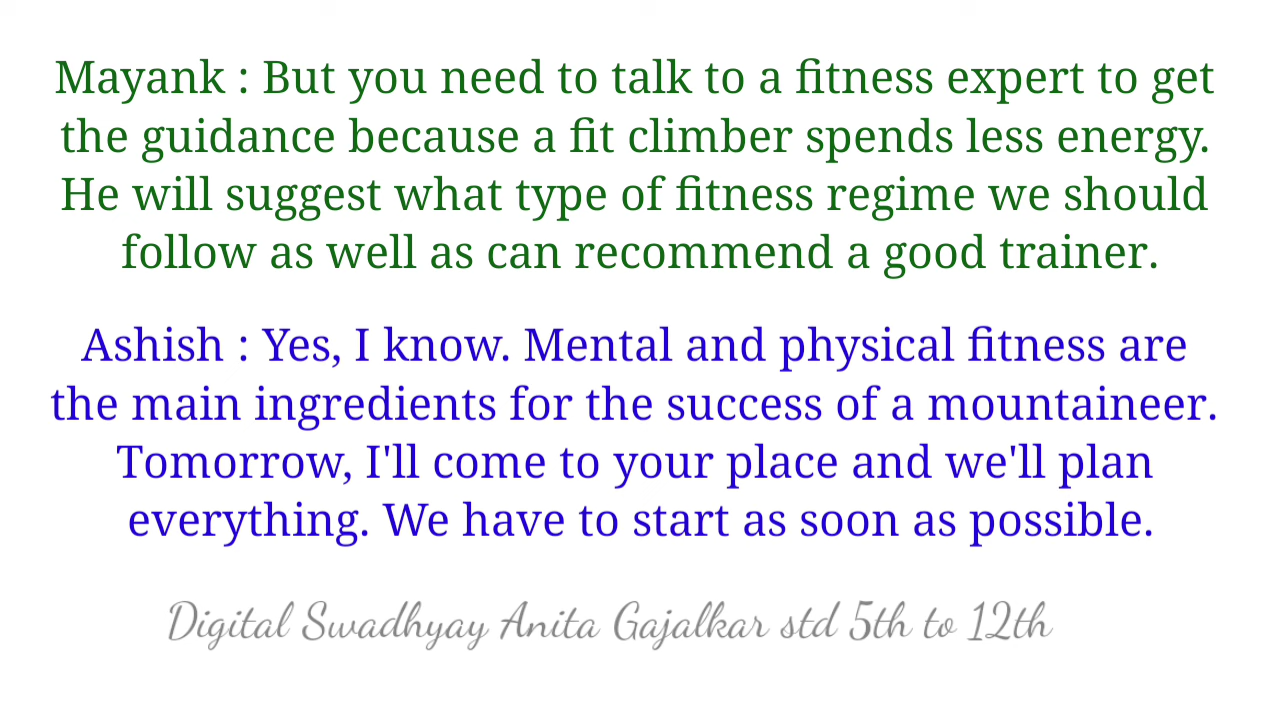 Mayank : But you need to talk to a fitness expert to get
the guidance because a fit climber spends less energy.
He will suggest what type of fitness regime we should
follow as well as can recommend a good trainer.
Ashish : Yes, I know. Mental and physical fitness are
the main ingredients for the success of a mountaineer.
Tomorrow, I'll come to your place and we'll plan
everything. We have to start as soon as possible.
Digital Swadhyay Anita Gajalkar std 5th to 12th